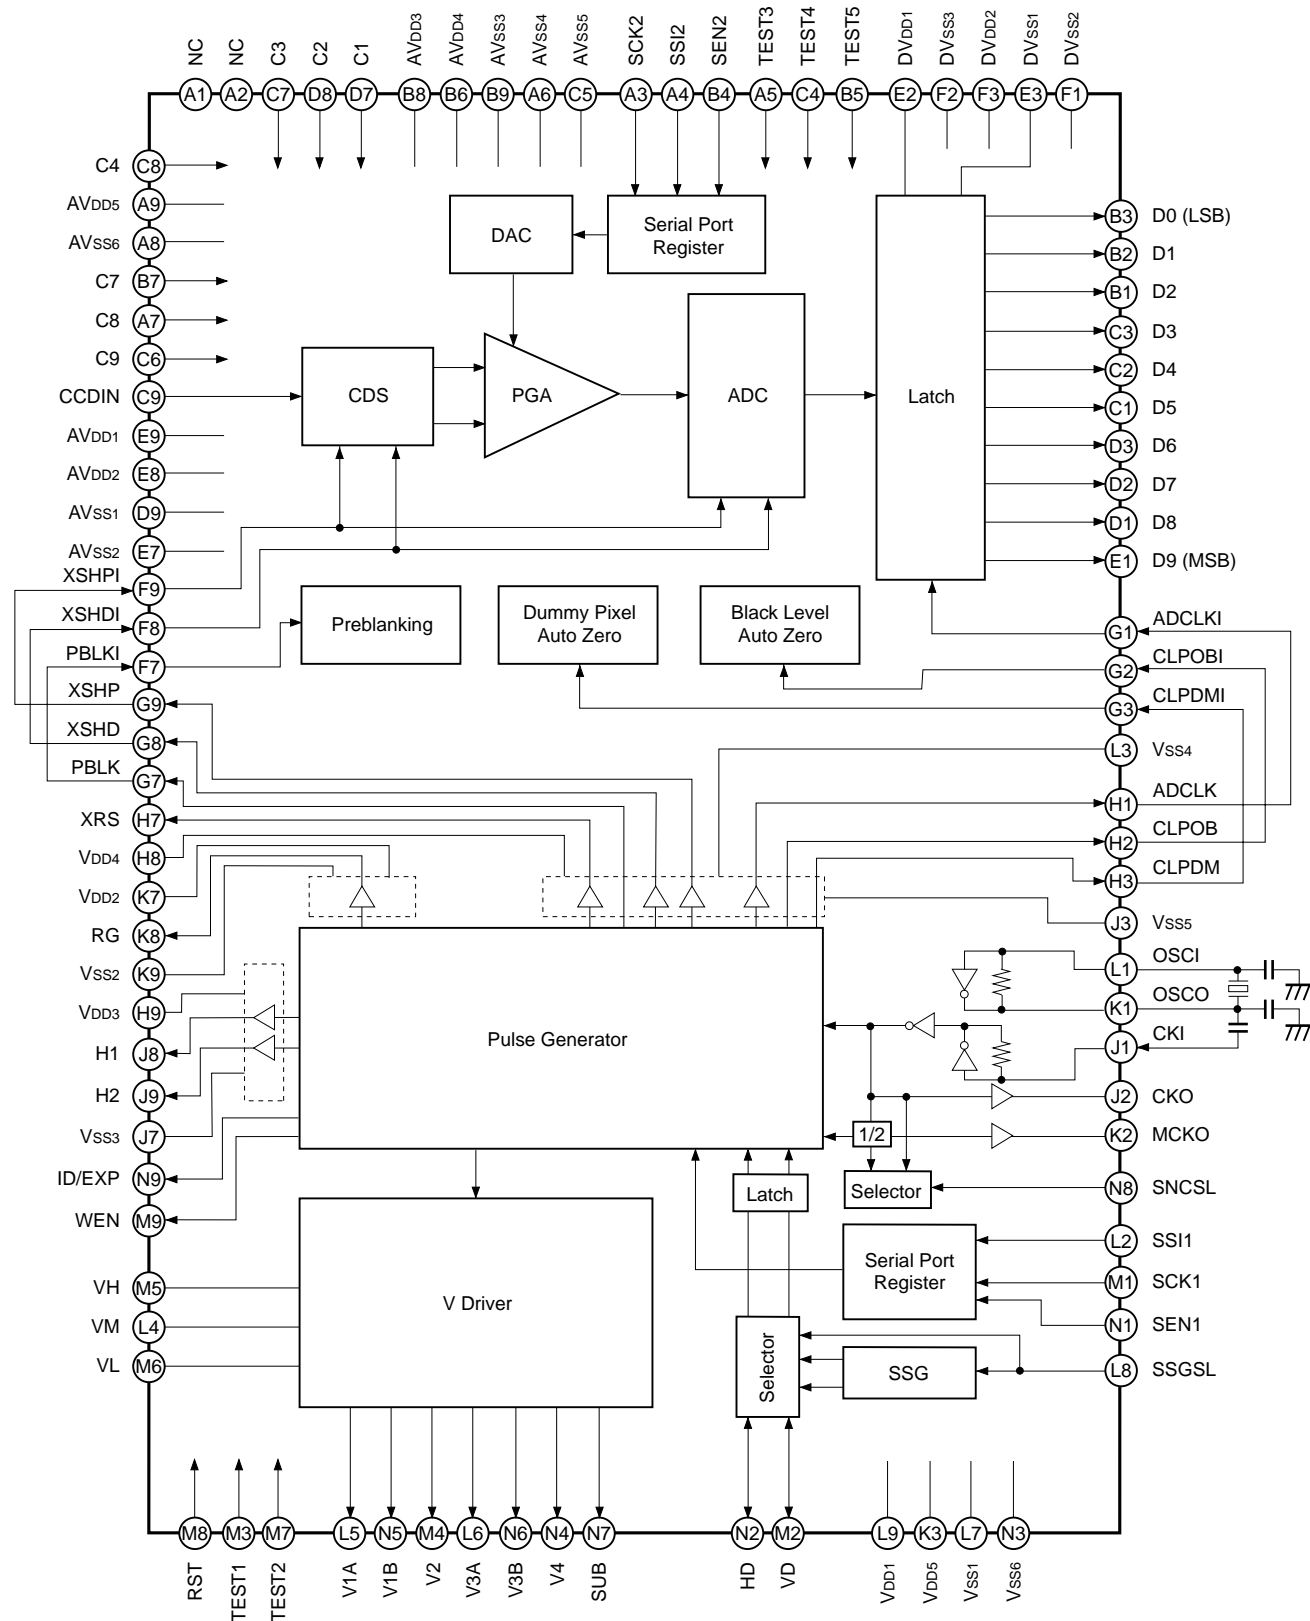 NC NC C3 C2 C1 AVDD3 AVDD4 AVSS3 AVSS4 AVSS5 SCK2 SSI2 SEN2 TEST3 TEST4 TEST5 DVDD1 DVSS3 DVDD2 DVSS1 DVSS2
A1 A2 C7 D8 D7 B8 B6 B9 A6 C5 A3 A4 B4 A5 C4 B5 E2 F2 F3 E3 F1
C4 C8
AVDD5 A9
AVSS6 A8
C7 B7
C8 A7
C9 C6
CCDIN C9
AVDD1 E9
AVDD2 E8
AVSS1 D9
AVSS2 E7
XSHPI F9
XSHDI F8
PBLKI F7
XSHP G9
XSHD G8
PBLK G7
XRS H7
VDD4 H8
VDD2 K7
RG K8
VSS2 K9
VDD3 H9
H1 J8
H2 J9
VSS3 J7
ID/EXP N9
WEN M9
VH M5
VM L4
VL M6
DAC
Serial Port
Register
CDS
PGA
ADC
Latch
Preblanking
Dummy Pixel
Auto Zero
Black Level
Auto Zero
Pulse Generator
1/2
Latch
Selector
V Driver
Serial Port
Register
Selector
SSG
B3 D0 (LSB)
B2 D1
B1 D2
C3 D3
C2 D4
C1 D5
D3 D6
D2 D7
D1 D8
E1 D9 (MSB)
G1 ADCLKI
G2 CLPOBI
G3 CLPDMI
L3 VSS4
H1 ADCLK
H2 CLPOB
H3 CLPDM
J3 VSS5
L1 OSCI
K1 OSCO
J1 CKI
J2 CKO
K2 MCKO
N8 SNCSL
L2 SSI1
M1 SCK1
N1 SEN1
L8 SSGSL
M8 M3 M7 L5 N5 M4 L6 N6 N4 N7 N2 M2 L9 K3 L7 N3
RST TEST1 TEST2 V1A V1B V2 V3A V3B V4 SUB HD VD VDD1 VDD5 VSS1 VSS6